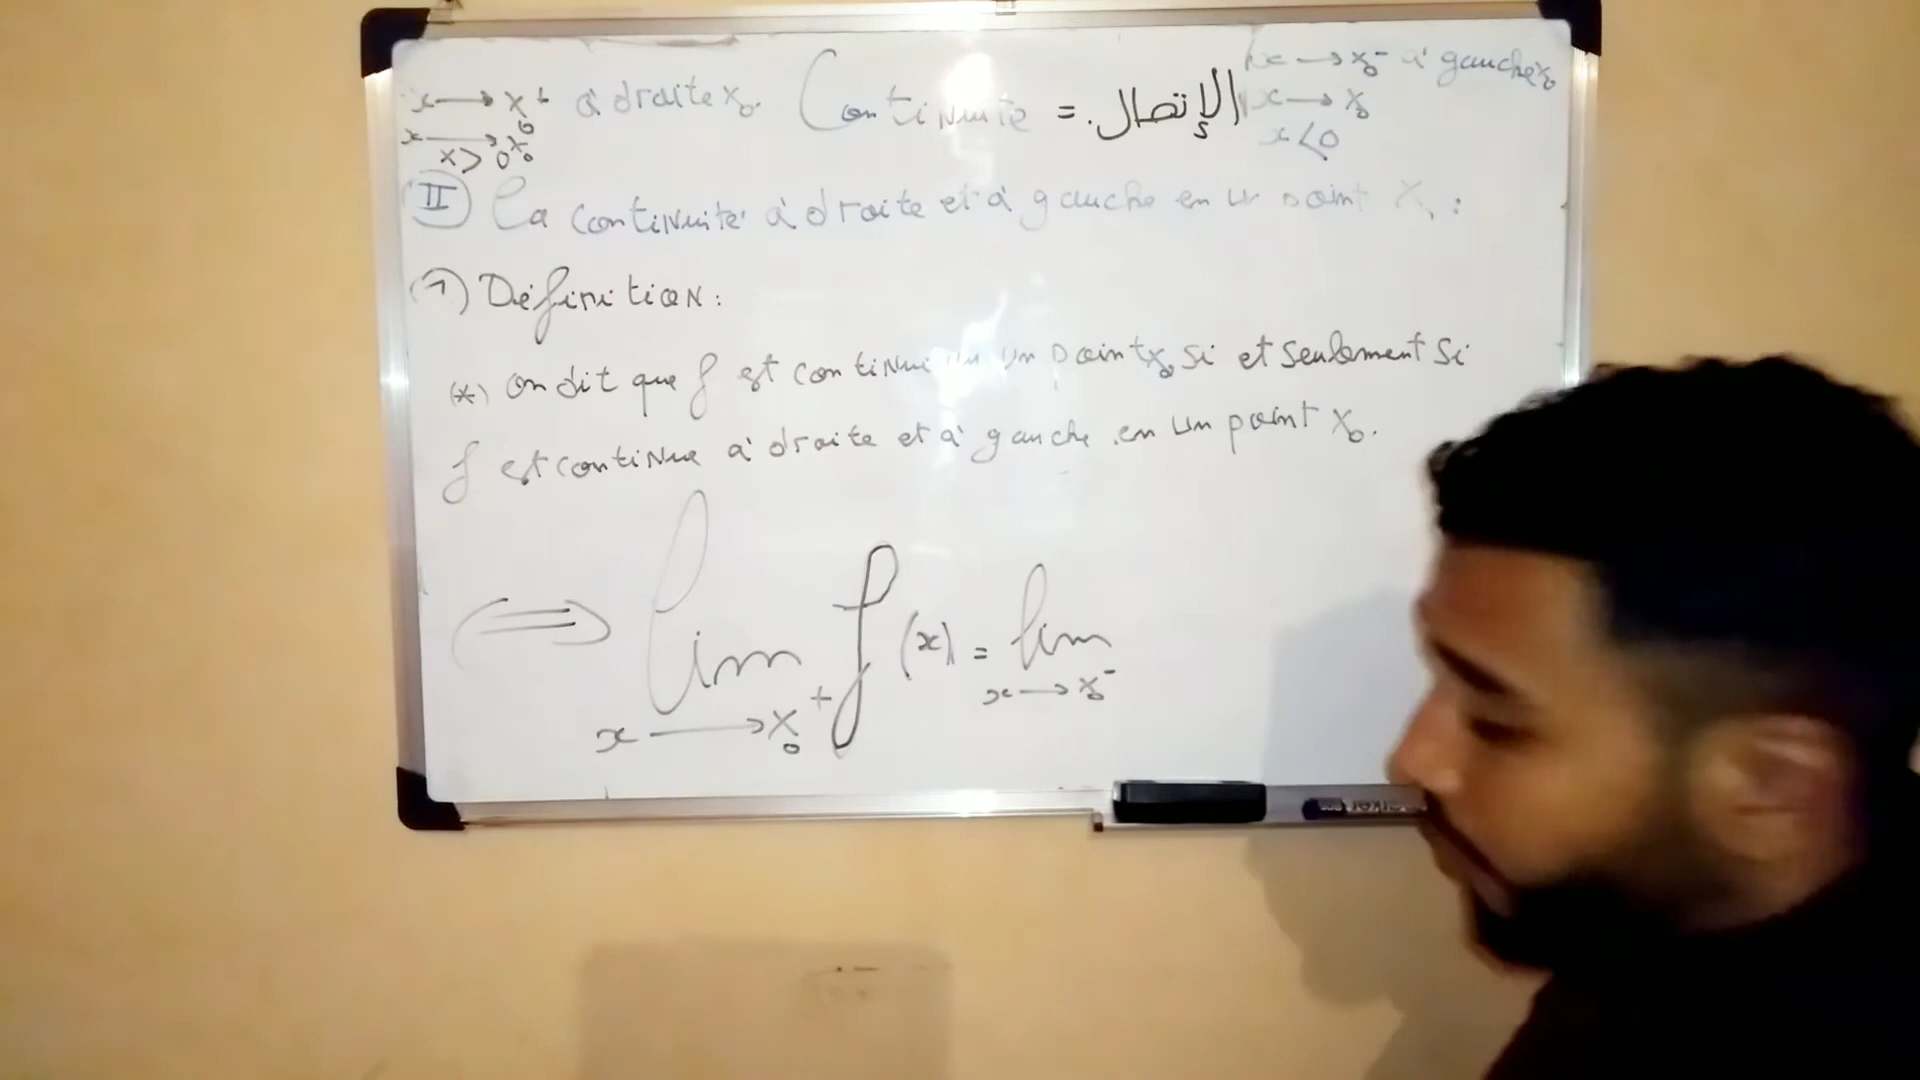 x → x₀⁺ à droite x₀. Continuité = الإتصال. x → x₀⁻ à gauche x₀
x → x₀ x → x₀
x > 0 x < 0
II La continuité à droite et à gauche en un point X₀ :
1) Définition :
(*) on dit que f est continue en un point x₀ si et seulement si
f est continue à droite et à gauche en un point x₀.
⟺ lim f(x) = lim
x → x₀⁺ x → x₀⁻